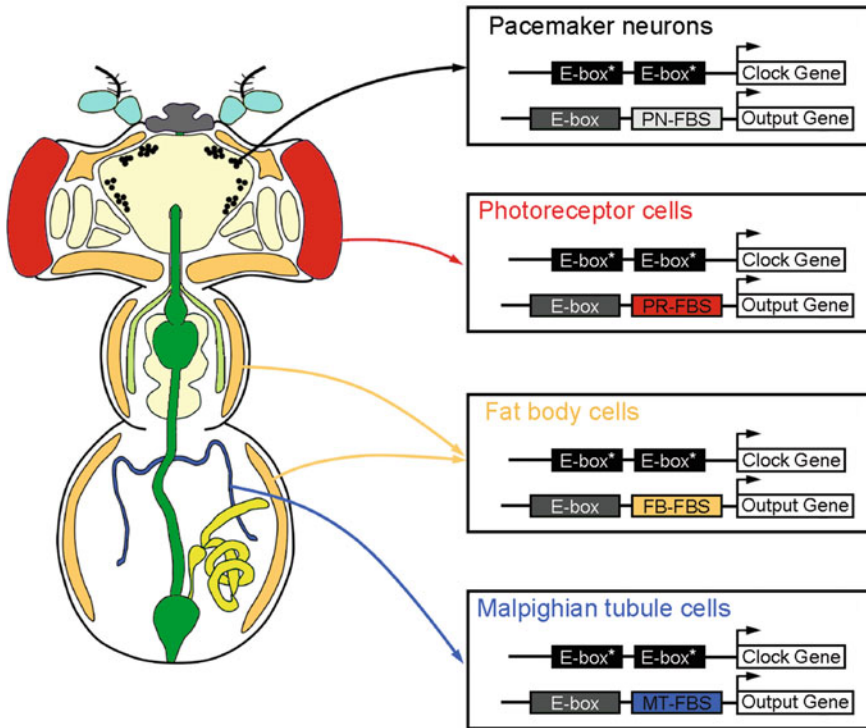 Pacemaker neurons
E-box* E-box* Clock Gene
E-box PN-FBS Output Gene
Photoreceptor cells
E-box* E-box* Clock Gene
E-box PR-FBS Output Gene
Fat body cells
E-box* E-box* Clock Gene
E-box FB-FBS Output Gene
Malpighian tubule cells
E-box* E-box* Clock Gene
E-box MT-FBS Output Gene